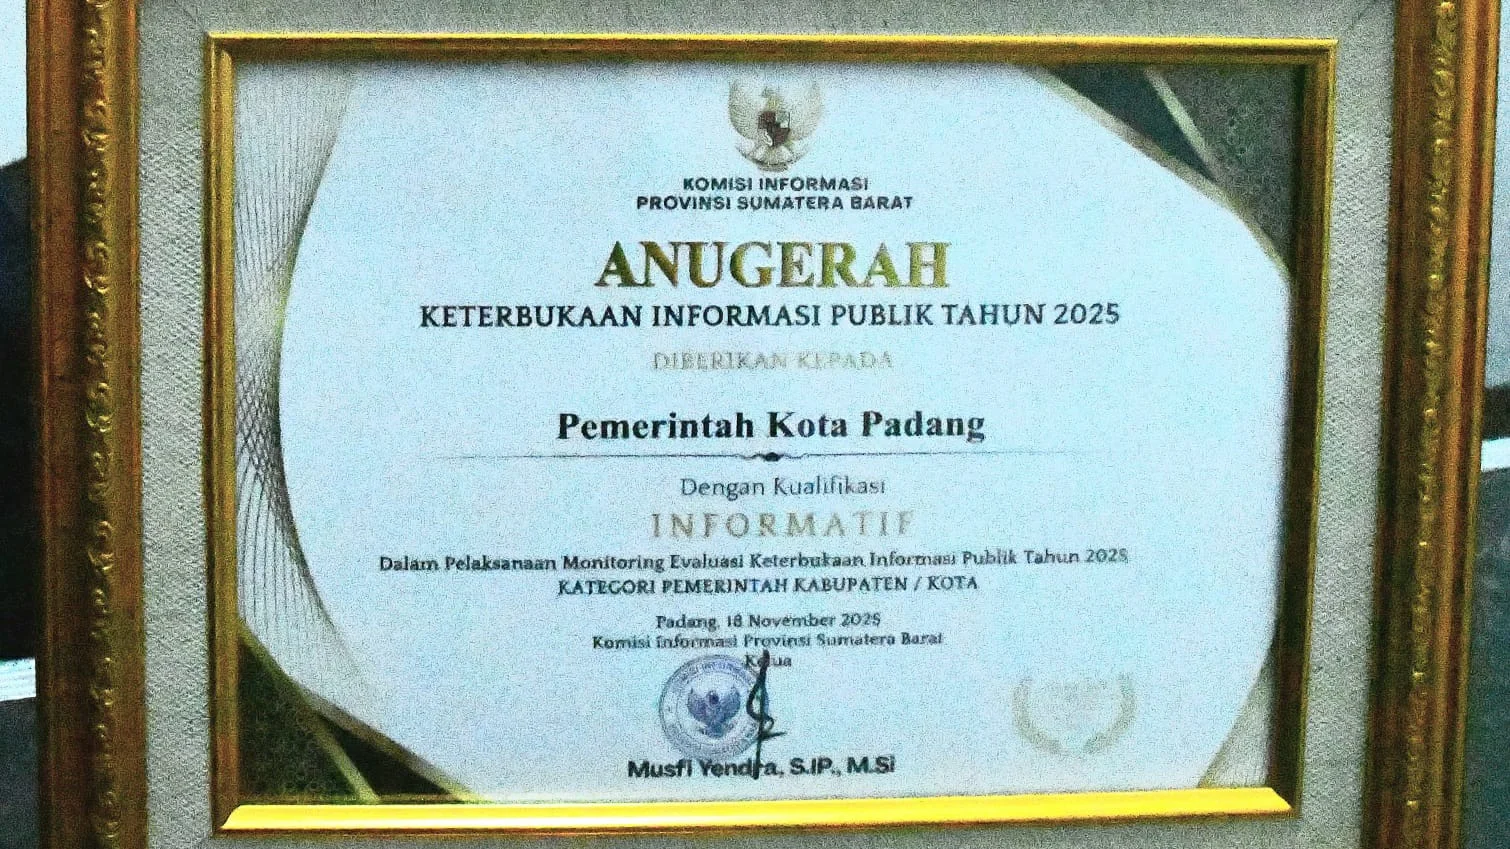 KOMISI INFORMASI
PROVINSI SUMATERA BARAT
ANUGERAH
KETERBUKAAN INFORMASI PUBLIK TAHUN 2025
DIBERIKAN KEPADA
Pemerintah Kota Padang
Dengan Kualifikasi
INFORMATIF
Dalam Pelaksanaan Monitoring Evaluasi Keterbukaan Informasi Publik Tahun 2025
KATEGORI PEMERINTAH KABUPATEN / KOTA
Padang, 18 November 2025
Komisi Informasi Provinsi Sumatera Barat
Ketua
Musfi Yendra, S.IP., M.Si